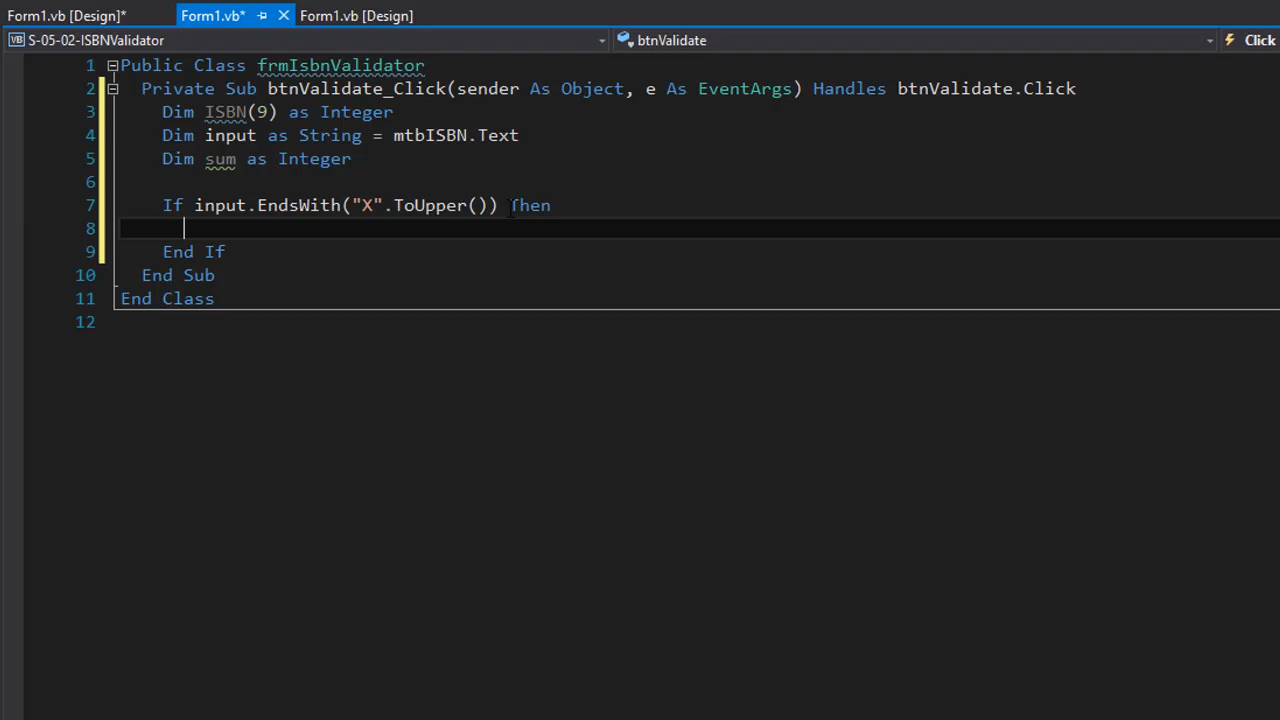 Form1.vb [Design]* Form1.vb* Form1.vb [Design]
VB S-05-02-ISBNValidator btnValidate Click
1 Public Class frmIsbnValidator
2 Private Sub btnValidate_Click(sender As Object, e As EventArgs) Handles btnValidate.Click
3 Dim ISBN(9) as Integer
4 Dim input as String = mtbISBN.Text
5 Dim sum as Integer
6
7 If input.EndsWith("X".ToUpper()) Then
8
9 End If
10 End Sub
11 End Class
12